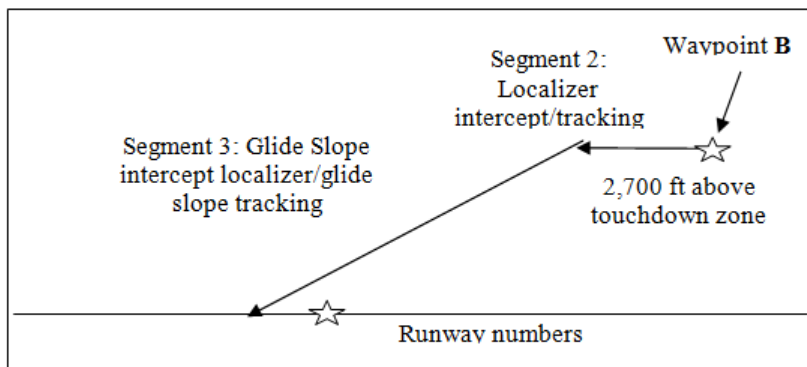 Waypoint B
Segment 2:
Localizer
intercept/tracking
Segment 3: Glide Slope
intercept localizer/glide
slope tracking
2,700 ft above
touchdown zone
Runway numbers